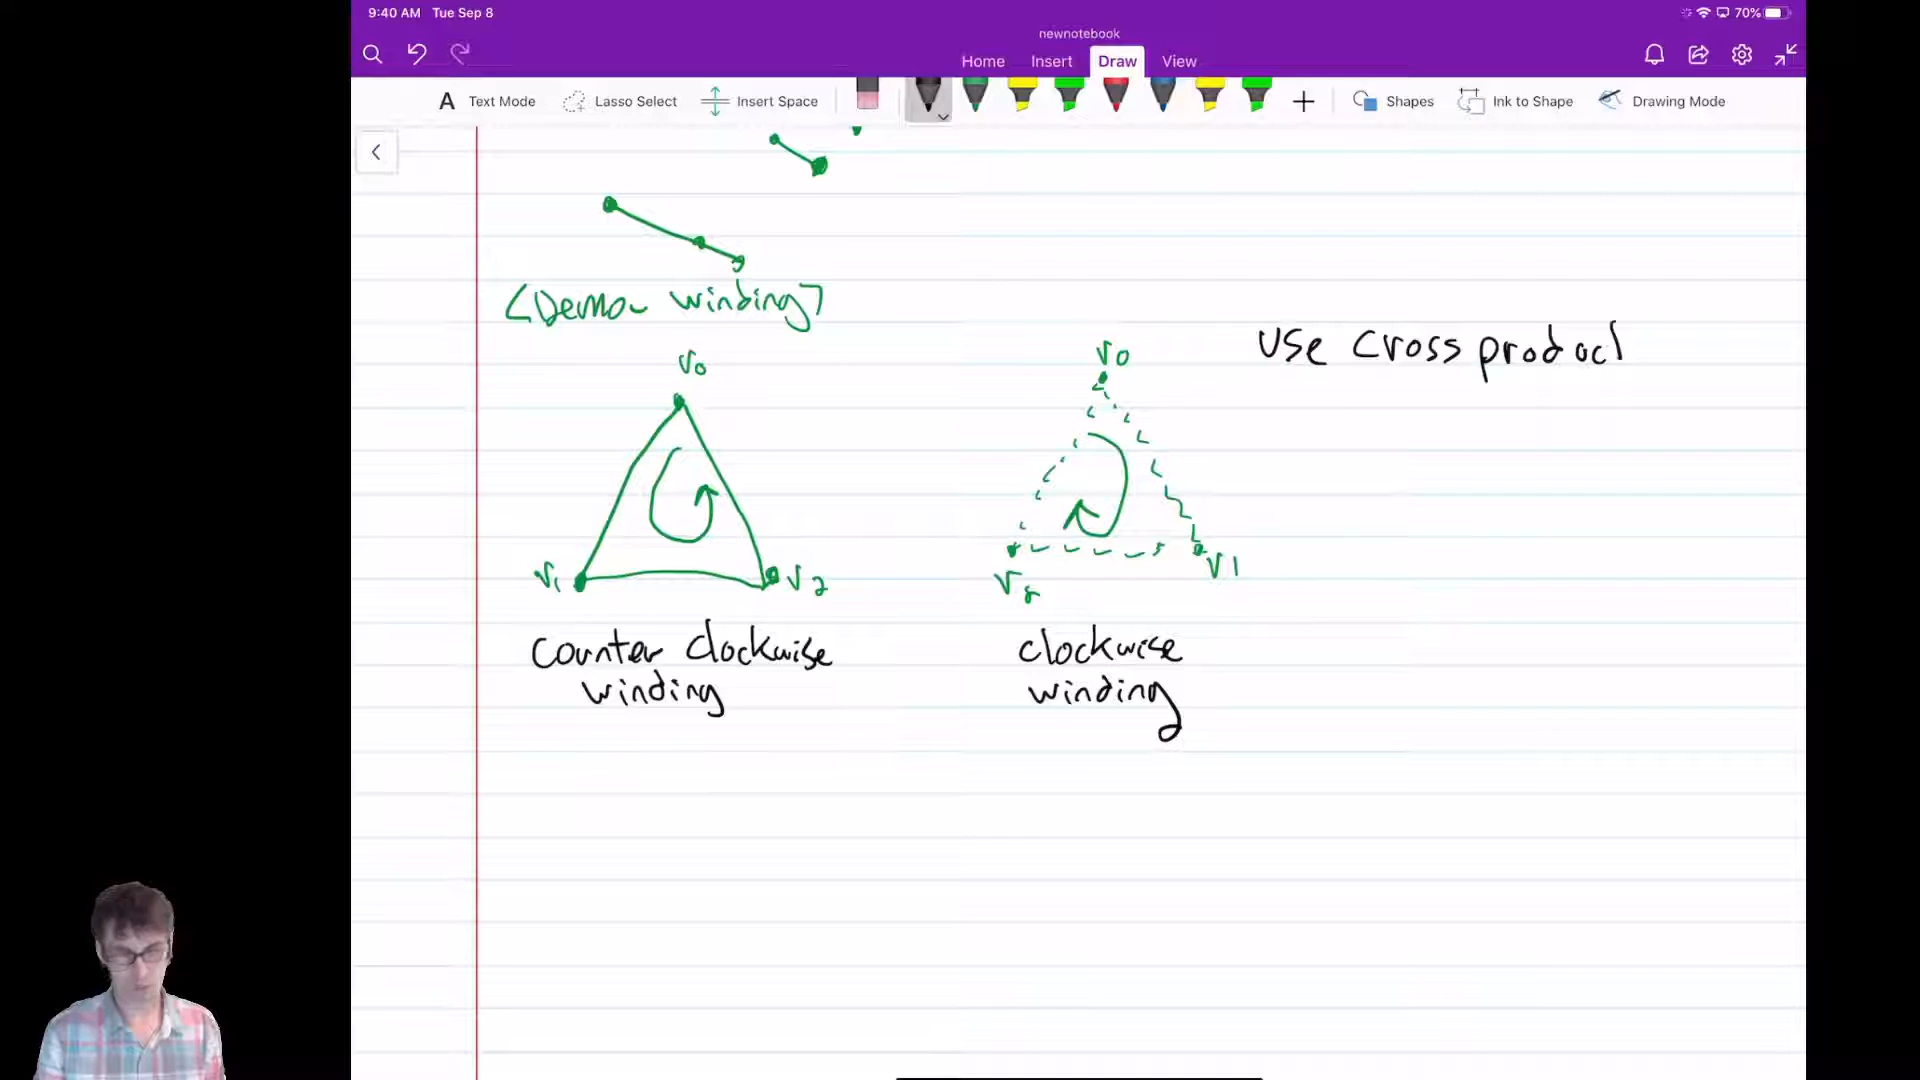 9:40 AM Tue Sep 8
70%
newnotebook
Home Insert Draw View
A Text Mode Lasso Select Insert Space Shapes Ink to Shape Drawing Mode
<Demo - winding>
V0
V1
V2
counter clockwise
winding
V0
V1
V2
clockwise
winding
Use cross product